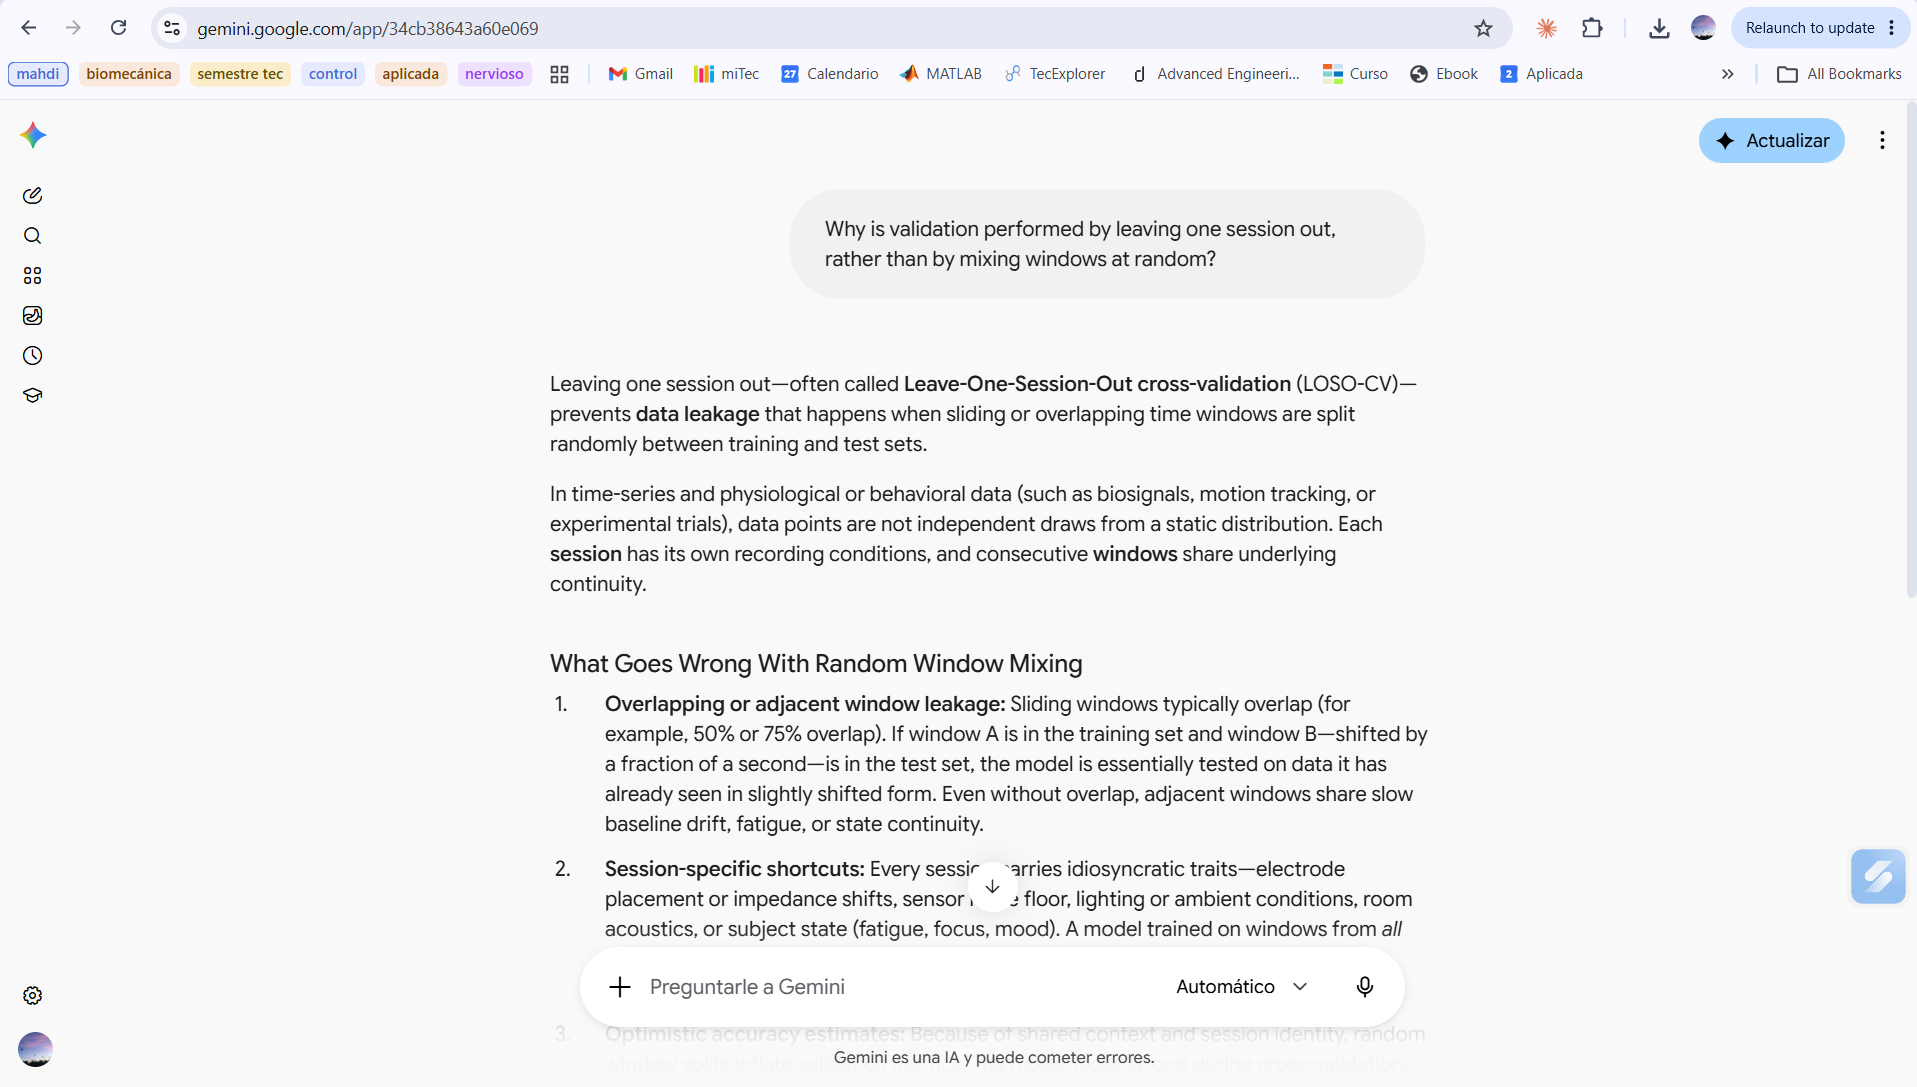 gemini.google.com/app/34cb38643a60e069
Relaunch to update
mahdi
biomecánica
semestre tec
control
aplicada
nervioso
Gmail
miTec
27 Calendario
MATLAB
TecExplorer
d Advanced Engineeri...
Curso
Ebook
2 Aplicada
All Bookmarks
Actualizar
Why is validation performed by leaving one session out,
rather than by mixing windows at random?
Leaving one session out—often called Leave-One-Session-Out cross-validation (LOSO-CV)—
prevents data leakage that happens when sliding or overlapping time windows are split
randomly between training and test sets.
In time-series and physiological or behavioral data (such as biosignals, motion tracking, or
experimental trials), data points are not independent draws from a static distribution. Each
session has its own recording conditions, and consecutive windows share underlying
continuity.
What Goes Wrong With Random Window Mixing
1. Overlapping or adjacent window leakage: Sliding windows typically overlap (for
example, 50% or 75% overlap). If window A is in the training set and window B—shifted by
a fraction of a second—is in the test set, the model is essentially tested on data it has
already seen in slightly shifted form. Even without overlap, adjacent windows share slow
baseline drift, fatigue, or state continuity.
2. Session-specific shortcuts: Every carries idiosyncratic traits—electrode
placement or impedance shifts, sensor floor, lighting or ambient conditions, room
acoustics, or subject state (fatigue, focus, mood). A model trained on windows from all
Preguntarle a Gemini
Automático
3. Optimistic accuracy estimates: Because of shared context and session identity, random
window splits inflate during cross-validation
Gemini es una IA y puede cometer errores.